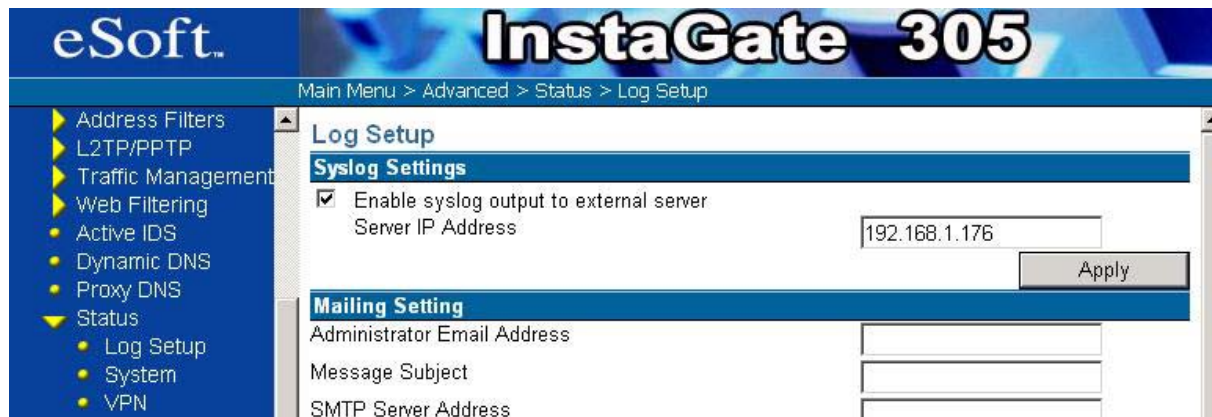 eSoft™
InstaGate 305
Main Menu > Advanced > Status > Log Setup
Address Filters
L2TP/PPTP
Traffic Management
Web Filtering
Active IDS
Dynamic DNS
Proxy DNS
Status
Log Setup
System
VPN
Log Setup
Syslog Settings
Enable syslog output to external server
Server IP Address
192.168.1.176
Apply
Mailing Setting
Administrator Email Address
Message Subject
SMTP Server Address